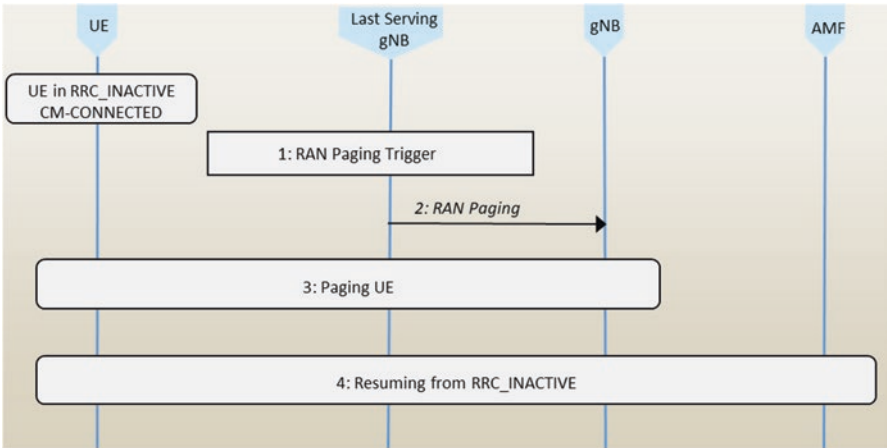 UE
Last Serving
gNB
gNB
AMF
UE in RRC_INACTIVE
CM-CONNECTED
1: RAN Paging Trigger
2: RAN Paging
3: Paging UE
4: Resuming from RRC_INACTIVE